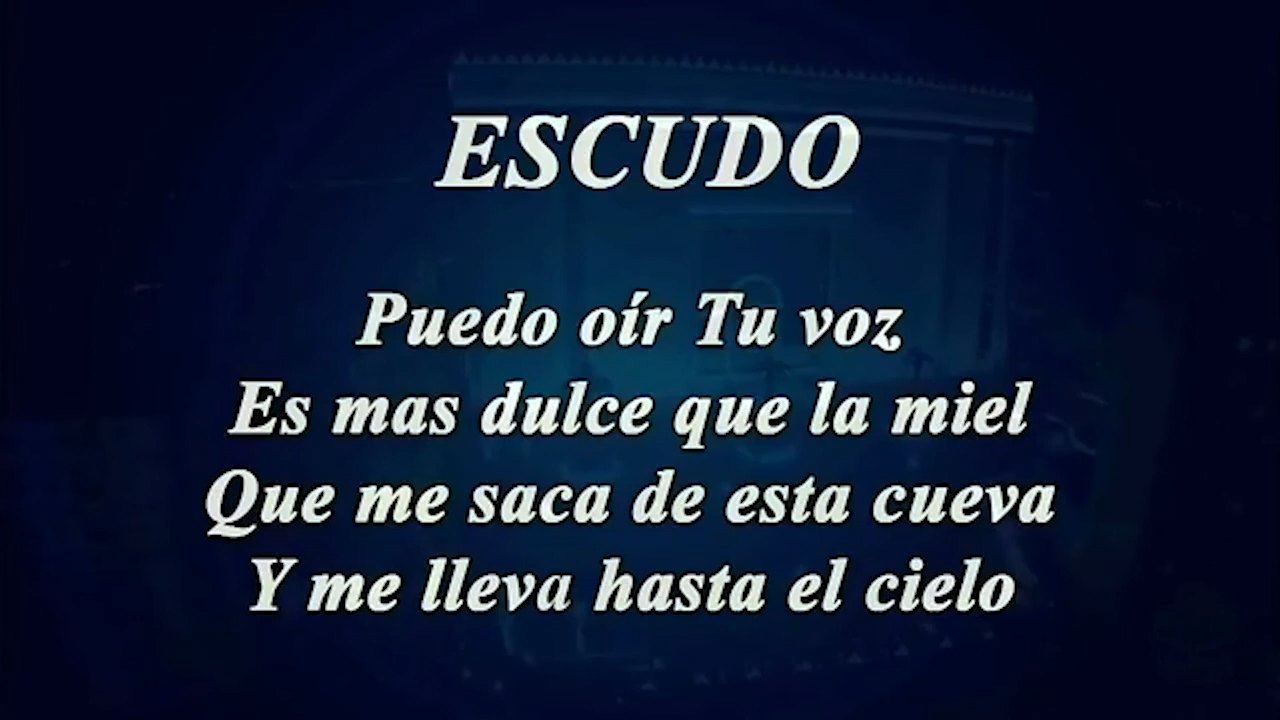 ESCUDO
Puedo oír Tu voz
Es mas dulce que la miel
Que me saca de esta cueva
Y me lleva hasta el cielo